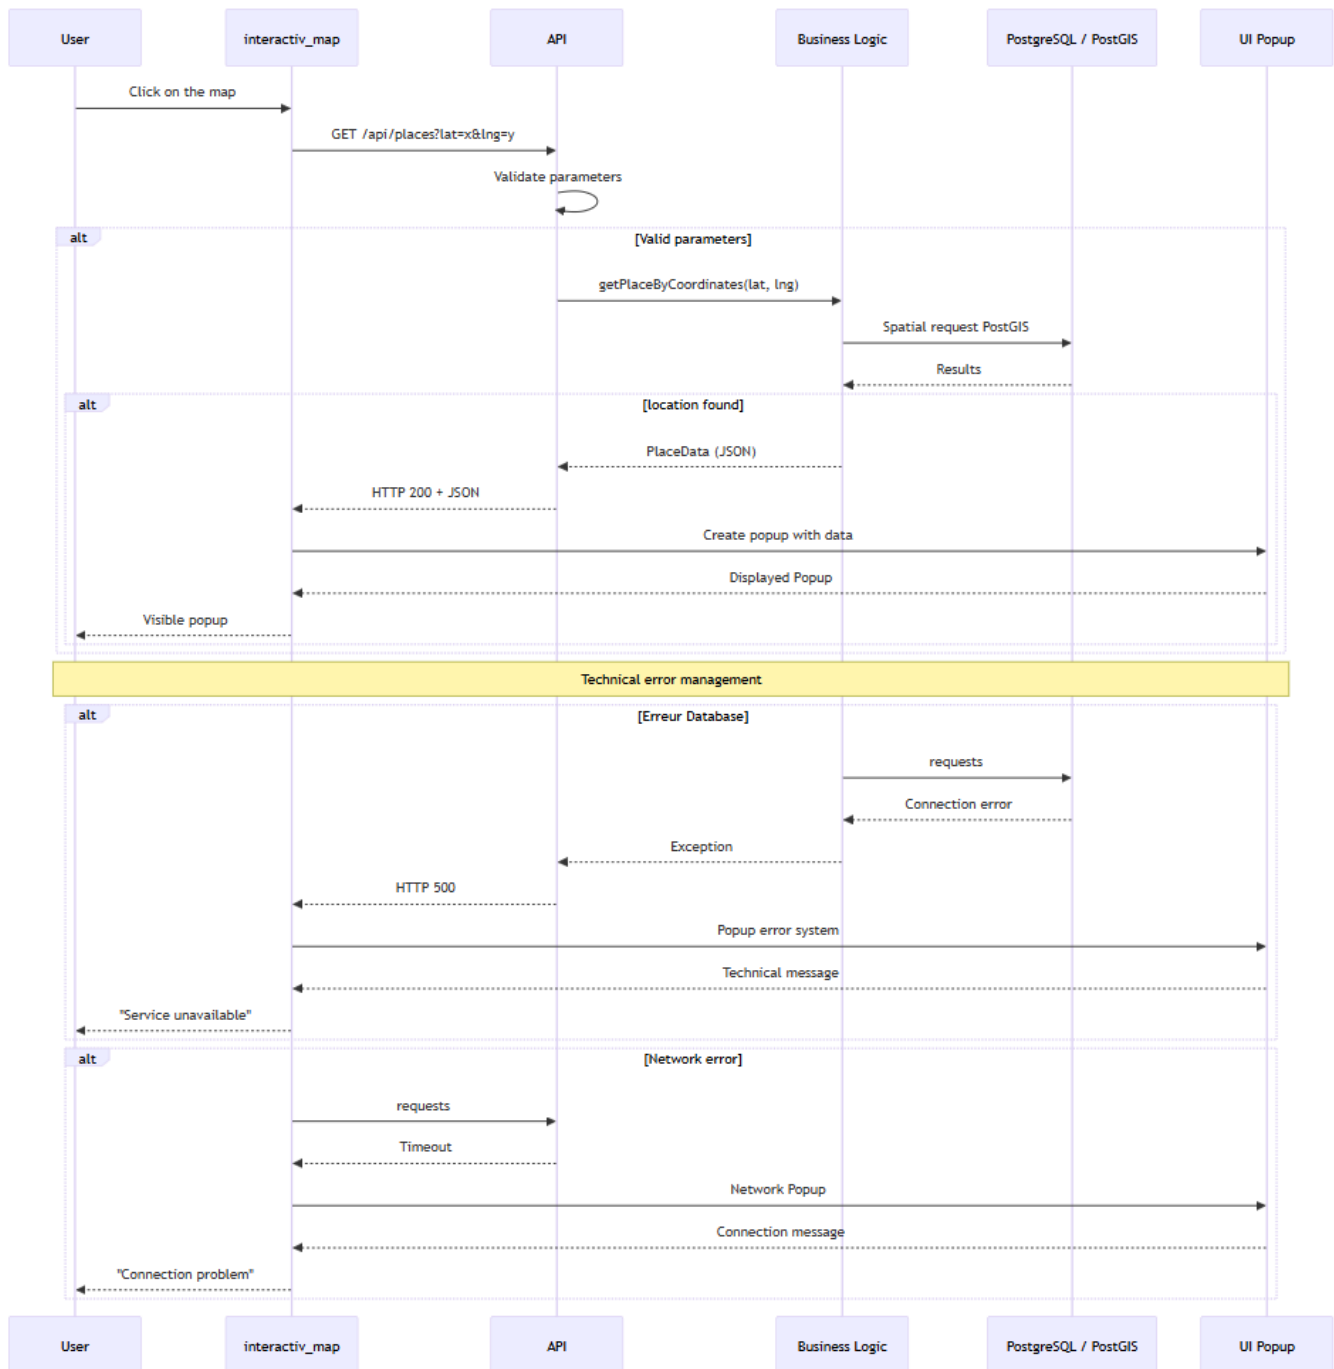 User
interactiv_map
API
Business Logic
PostgreSQL / PostGIS
UI Popup
Click on the map
GET /api/places?lat=x&lng=y
Validate parameters
alt
[Valid parameters]
getPlaceByCoordinates(lat, lng)
Spatial request PostGIS
Results
alt
[location found]
PlaceData (JSON)
HTTP 200 + JSON
Create popup with data
Displayed Popup
Visible popup
Technical error management
alt
[Erreur Database]
requests
Connection error
Exception
HTTP 500
Popup error system
Technical message
"Service unavailable"
alt
[Network error]
requests
Timeout
Network Popup
Connection message
"Connection problem"
User
interactiv_map
API
Business Logic
PostgreSQL / PostGIS
UI Popup